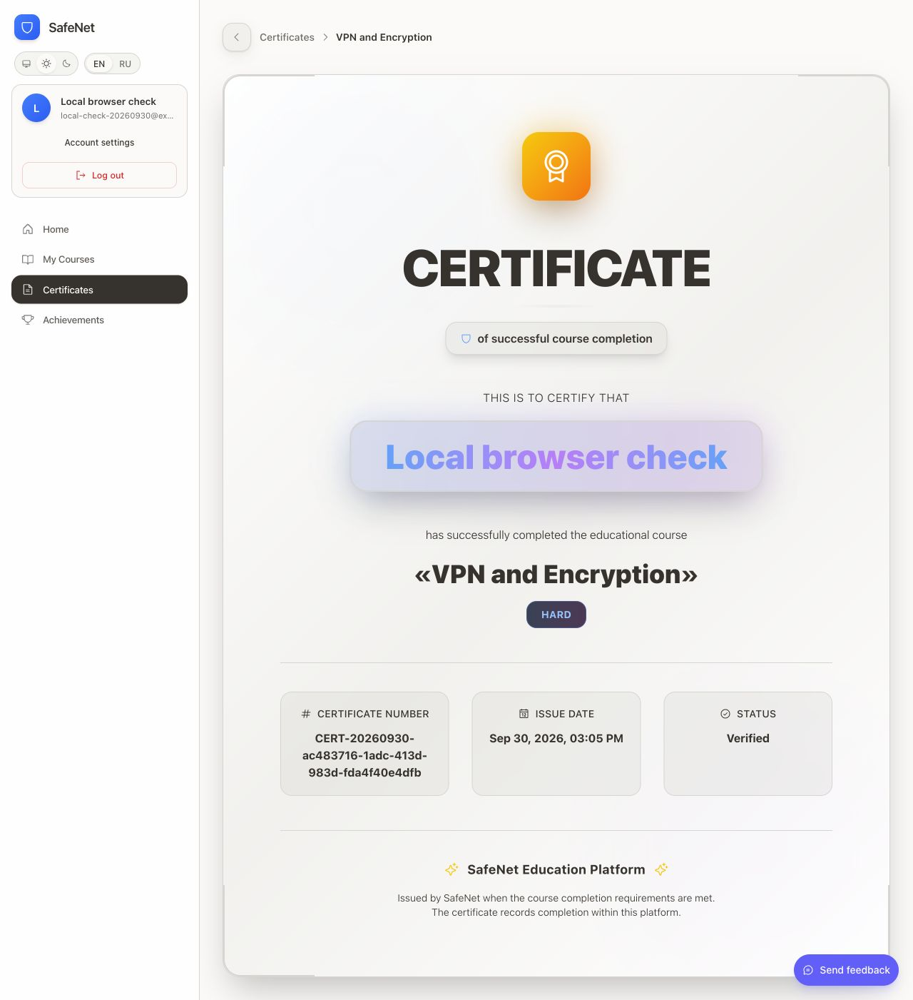 SafeNet
EN RU
L
Local browser check
local-check-20260930@ex...
Account settings
Log out
Home
My Courses
Certificates
Achievements
Certificates > VPN and Encryption
CERTIFICATE
of successful course completion
THIS IS TO CERTIFY THAT
Local browser check
has successfully completed the educational course
«VPN and Encryption»
HARD
# CERTIFICATE NUMBER
CERT-20260930-
ac483716-1adc-413d-
983d-fda4f40e4dfb
12 ISSUE DATE
Sep 30, 2026, 03:05 PM
STATUS
Verified
SafeNet Education Platform
Issued by SafeNet when the course completion requirements are met.
The certificate records completion within this platform.
Send feedback